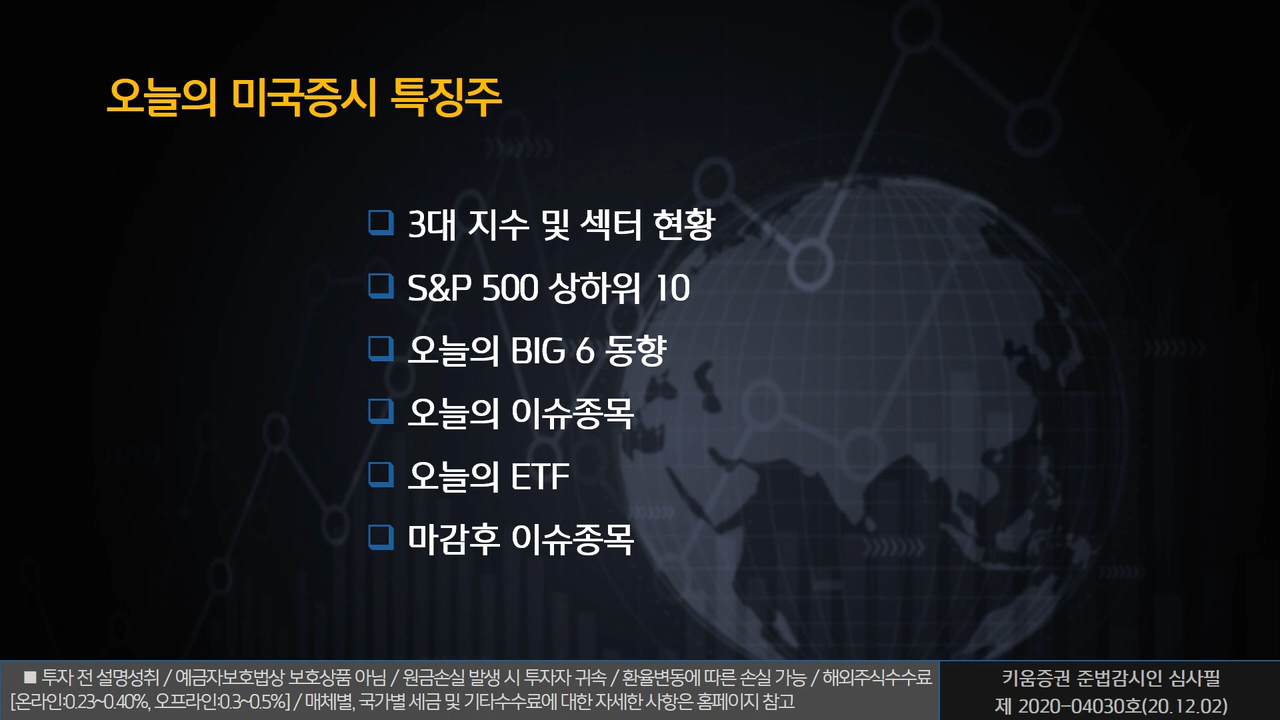 오늘의 미국증시 특징주
❑ 3대 지수 및 섹터 현황
❑ S&P 500 상하위 10
❑ 오늘의 BIG 6 동향
❑ 오늘의 이슈종목
❑ 오늘의 ETF
❑ 마감후 이슈종목
■ 투자 전 설명성취 / 예금자보호법상 보호상품 아님 / 원금손실 발생 시 투자자 귀속 / 환율변동에 따른 손실 가능 / 해외주식수수료
[온라인:0.23~0.40%, 오프라인:0.3~0.5%] / 매체별, 국가별 세금 및 기타수수료에 대한 자세한 사항은 홈페이지 참고
키움증권 준법감시인 심사필
제 2020-04030호(20.12.02)